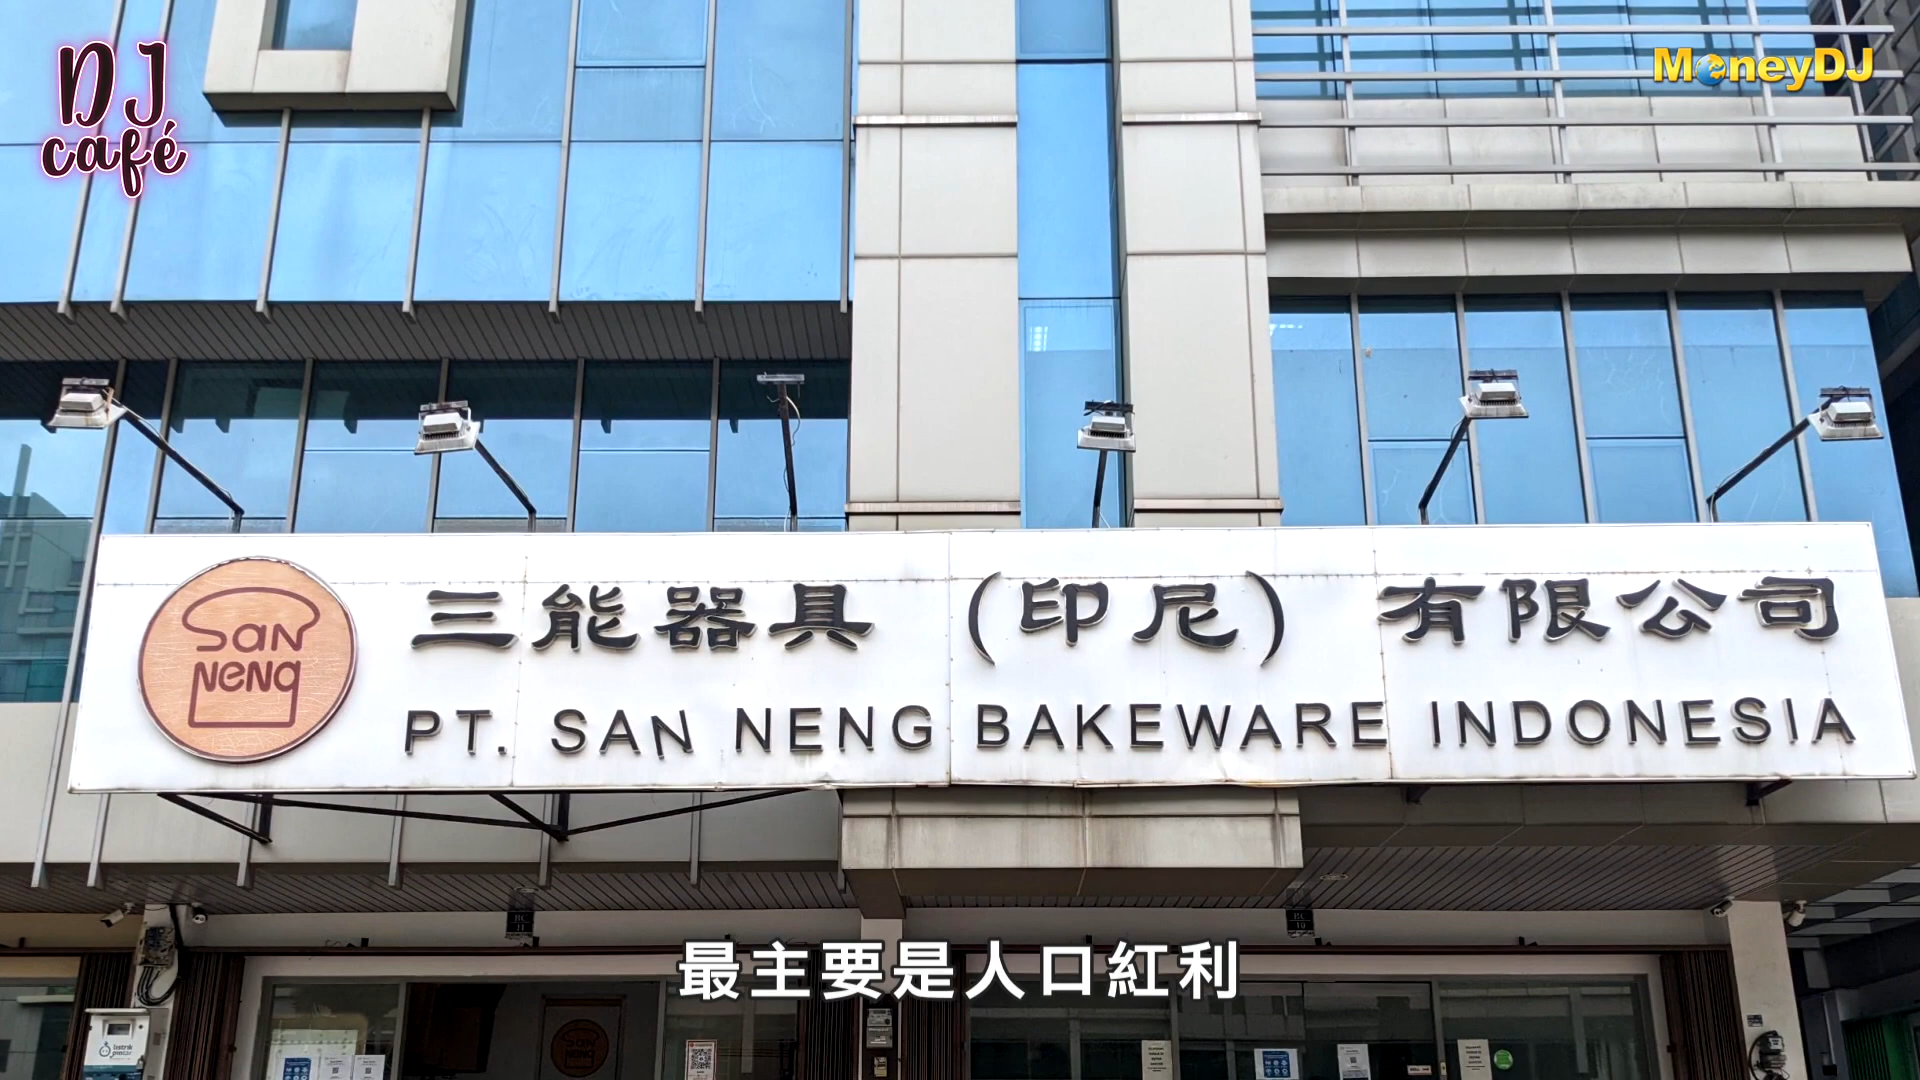 DJ
café
MoneyDJ
San
Neng
三能器具（印尼）有限公司
PT. SAN NENG BAKEWARE INDONESIA
最主要是人口紅利